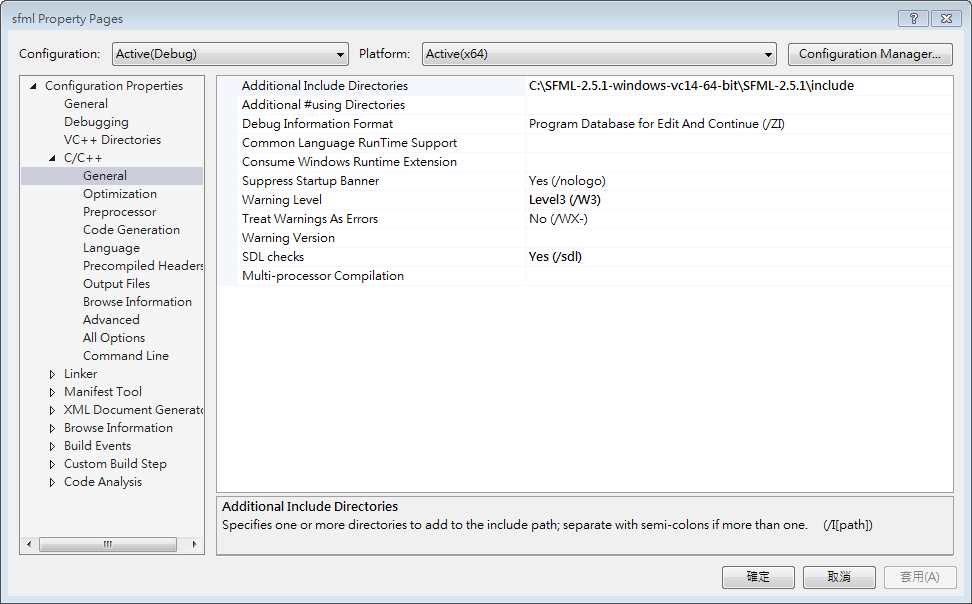 sfml Property Pages
Configuration: Active(Debug) Platform: Active(x64) Configuration Manager...
Configuration Properties
General
Debugging
VC++ Directories
C/C++
General
Optimization
Preprocessor
Code Generation
Language
Precompiled Headers
Output Files
Browse Information
Advanced
All Options
Command Line
Linker
Manifest Tool
XML Document Generato
Browse Information
Build Events
Custom Build Step
Code Analysis
Additional Include Directories C:\SFML-2.5.1-windows-vc14-64-bit\SFML-2.5.1\include
Additional #using Directories
Debug Information Format Program Database for Edit And Continue (/ZI)
Common Language RunTime Support
Consume Windows Runtime Extension
Suppress Startup Banner Yes (/nologo)
Warning Level Level3 (/W3)
Treat Warnings As Errors No (/WX-)
Warning Version
SDL checks Yes (/sdl)
Multi-processor Compilation
Additional Include Directories
Specifies one or more directories to add to the include path; separate with semi-colons if more than one. (/I[path])
確定 取消 套用(A)